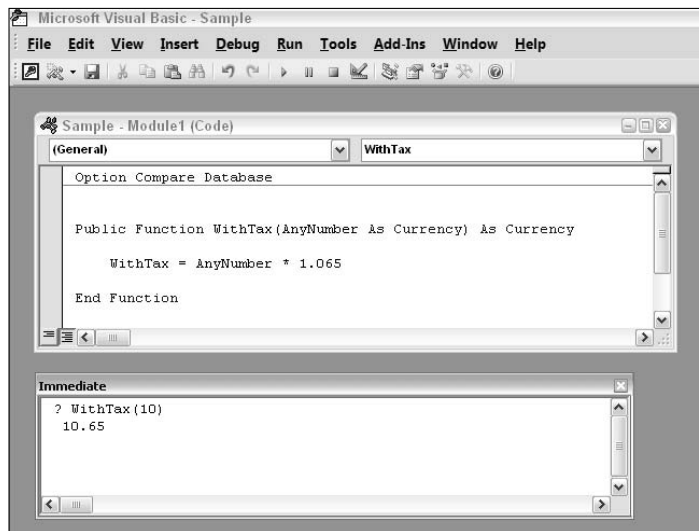 Microsoft Visual Basic - Sample
File Edit View Insert Debug Run Tools Add-Ins Window Help
Sample - Module1 (Code)
(General) WithTax
Option Compare Database
Public Function WithTax(AnyNumber As Currency) As Currency
WithTax = AnyNumber * 1.065
End Function
Immediate
? WithTax(10)
10.65